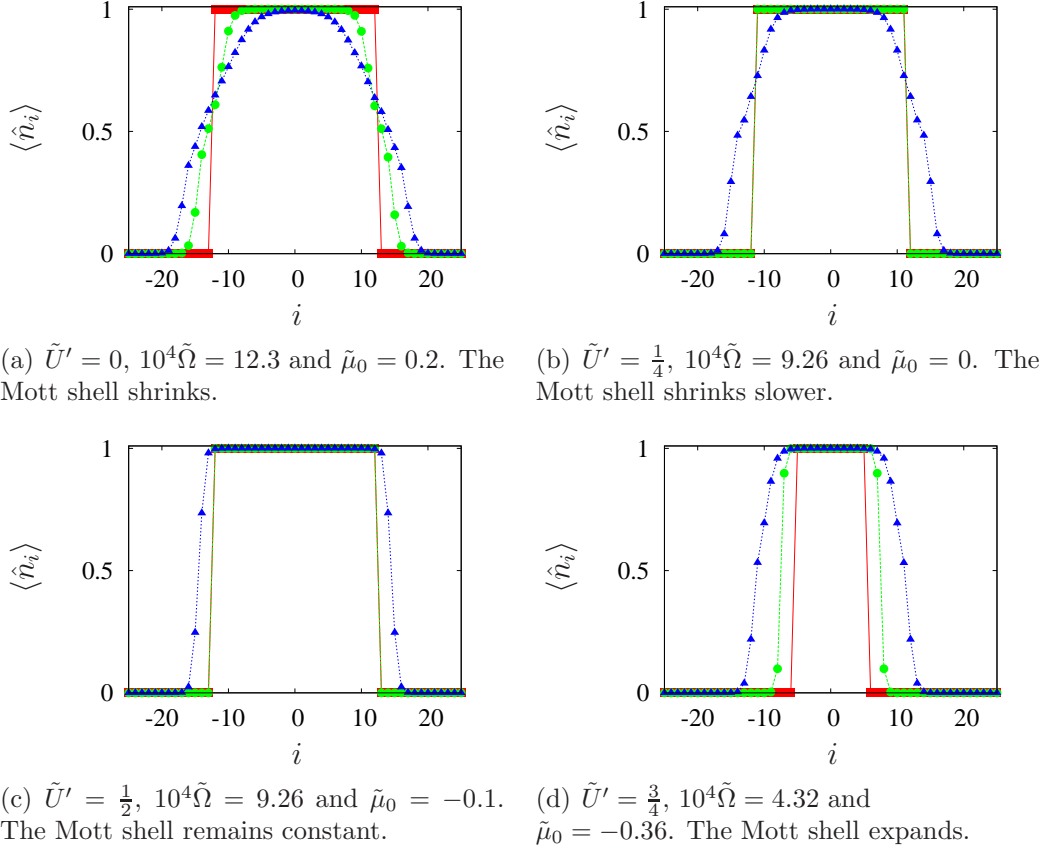 1
0.5
0
⟨n̂ᵢ⟩
-20 -10 0 10 20
i
(a) Ũ′ = 0, 10⁴Ω̃ = 12.3 and μ̃₀ = 0.2. The
Mott shell shrinks.
1
0.5
0
⟨n̂ᵢ⟩
-20 -10 0 10 20
i
(b) Ũ′ = 1/4, 10⁴Ω̃ = 9.26 and μ̃₀ = 0. The
Mott shell shrinks slower.
1
0.5
0
⟨n̂ᵢ⟩
-20 -10 0 10 20
i
(c) Ũ′ = 1/2, 10⁴Ω̃ = 9.26 and μ̃₀ = −0.1.
The Mott shell remains constant.
1
0.5
0
⟨n̂ᵢ⟩
-20 -10 0 10 20
i
(d) Ũ′ = 3/4, 10⁴Ω̃ = 4.32 and
μ̃₀ = −0.36. The Mott shell expands.